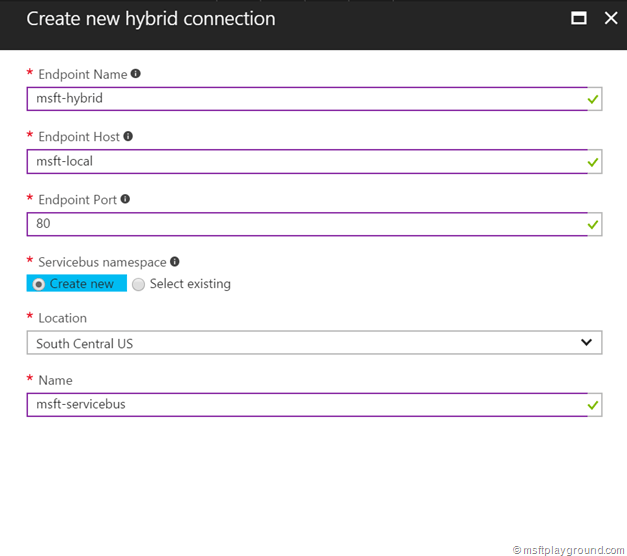 Create new hybrid connection
* Endpoint Name
msft-hybrid
* Endpoint Host
msft-local
* Endpoint Port
80
* Servicebus namespace
Create new Select existing
* Location
South Central US
* Name
msft-servicebus
© msftplayground.com